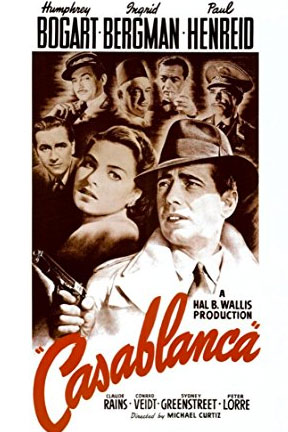 Humphrey Ingrid Paul
BOGART · BERGMAN · HENREID
A
HAL B. WALLIS
PRODUCTION
"Casablanca"
CLAUDE CONRAD SYDNEY PETER
RAINS · VEIDT · GREENSTREET · LORRE
Directed by MICHAEL CURTIZ